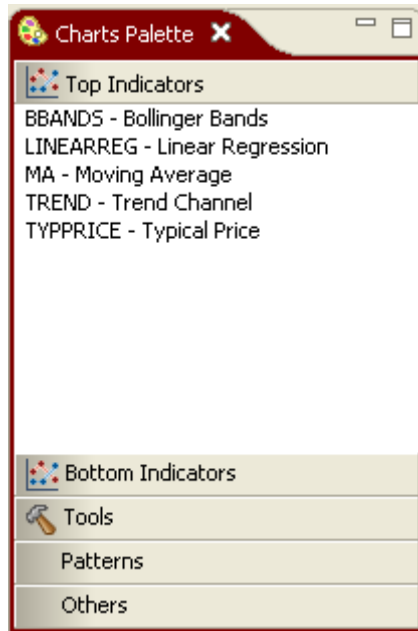 Charts Palette
Top Indicators
BBANDS - Bollinger Bands
LINEARREG - Linear Regression
MA - Moving Average
TREND - Trend Channel
TYPPRICE - Typical Price
Bottom Indicators
Tools
Patterns
Others